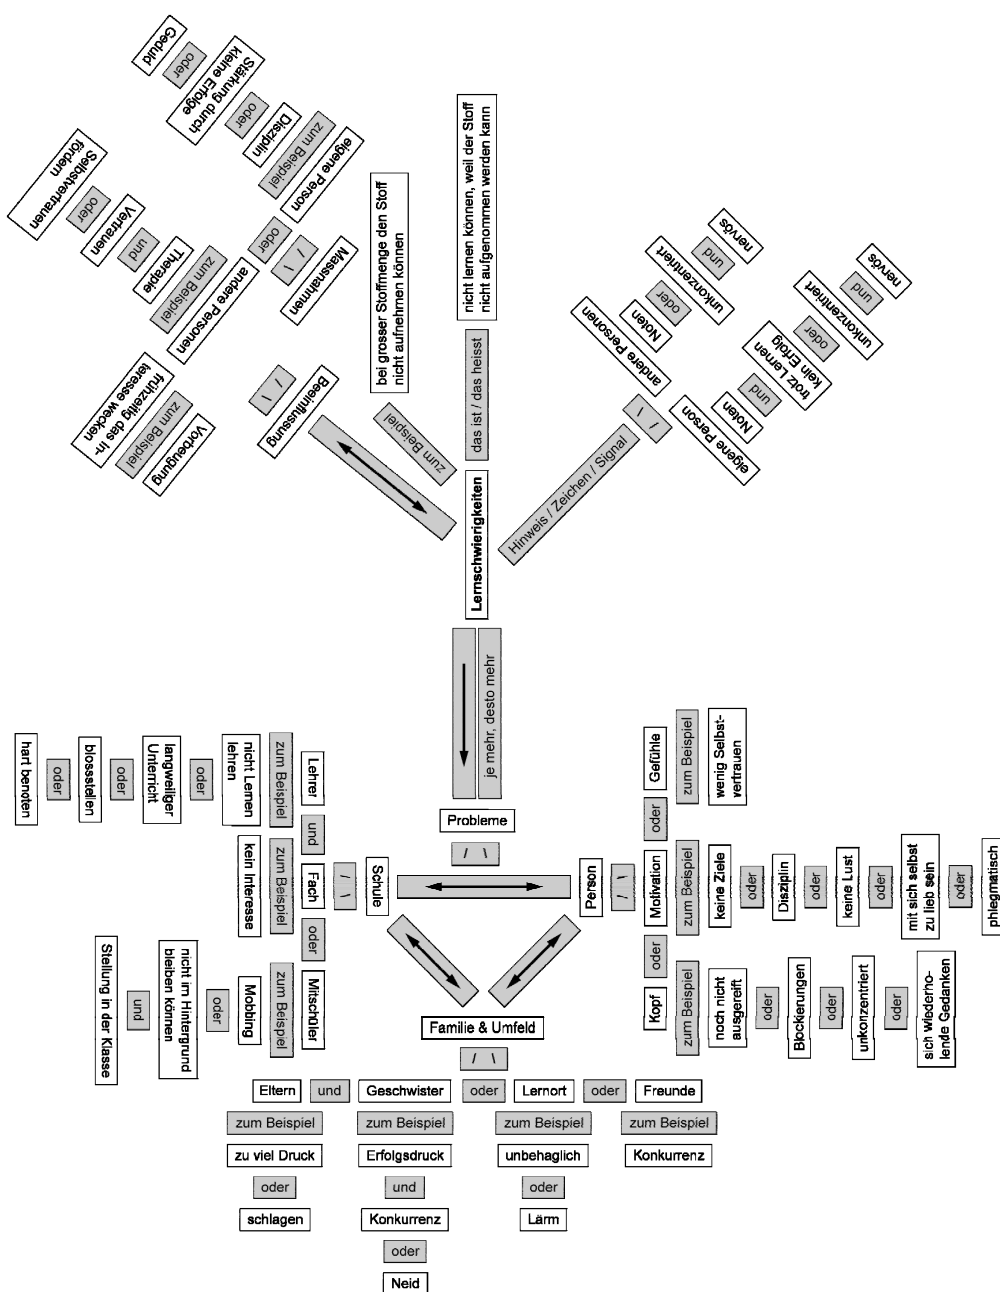 Geduld
oder
Stärkung durch
kleine Erfolge
oder
Disziplin
zum Beispiel
eigene Person
oder
/ \
Massnahmen
Selbstvertrauen
fördern
oder
Vertrauen
und
Therapie
zum Beispiel
andere Personen
frühzeitig das In-
teresse wecken
zum Beispiel
Vorbeugung
/ \
Beeinflussung
bei grosser Stoffmenge den Stoff
nicht aufnehmen können
zum Beispiel
nicht lernen können, weil der Stoff
nicht aufgenommen werden kann
das ist / das heisst
Lernschwierigkeiten
nervös
und
unkonzentriert
oder
Noten
andere Personen
nervös
und
unkonzentriert
oder
trotz Lernen
kein Erfolg
und
Noten
eigene Person
/ \
Hinweis / Zeichen / Signal
je mehr, desto mehr
Probleme
/ \
Schule
/ \
Lehrer
und
Fach
oder
Mitschüler
zum Beispiel
nicht Lernen
lehren
oder
langweiliger
Unterricht
oder
blossstellen
oder
hart benoten
zum Beispiel
kein Interesse
zum Beispiel
Mobbing
oder
nicht im Hintergrund
bleiben können
und
Stellung in der Klasse
Person
/ \
Gefühle
oder
Motivation
oder
Kopf
zum Beispiel
wenig Selbst-
vertrauen
zum Beispiel
keine Ziele
oder
Disziplin
oder
keine Lust
oder
mit sich selbst
zu lieb sein
oder
phlegmatisch
zum Beispiel
noch nicht
ausgereift
oder
Blockierungen
oder
unkonzentriert
oder
sich wiederho-
lende Gedanken
Familie & Umfeld
/ \
Eltern und Geschwister oder Lernort oder Freunde
zum Beispiel zum Beispiel zum Beispiel zum Beispiel
zu viel Druck Erfolgsdruck unbehaglich Konkurrenz
oder und oder
schlagen Konkurrenz Lärm
oder
Neid